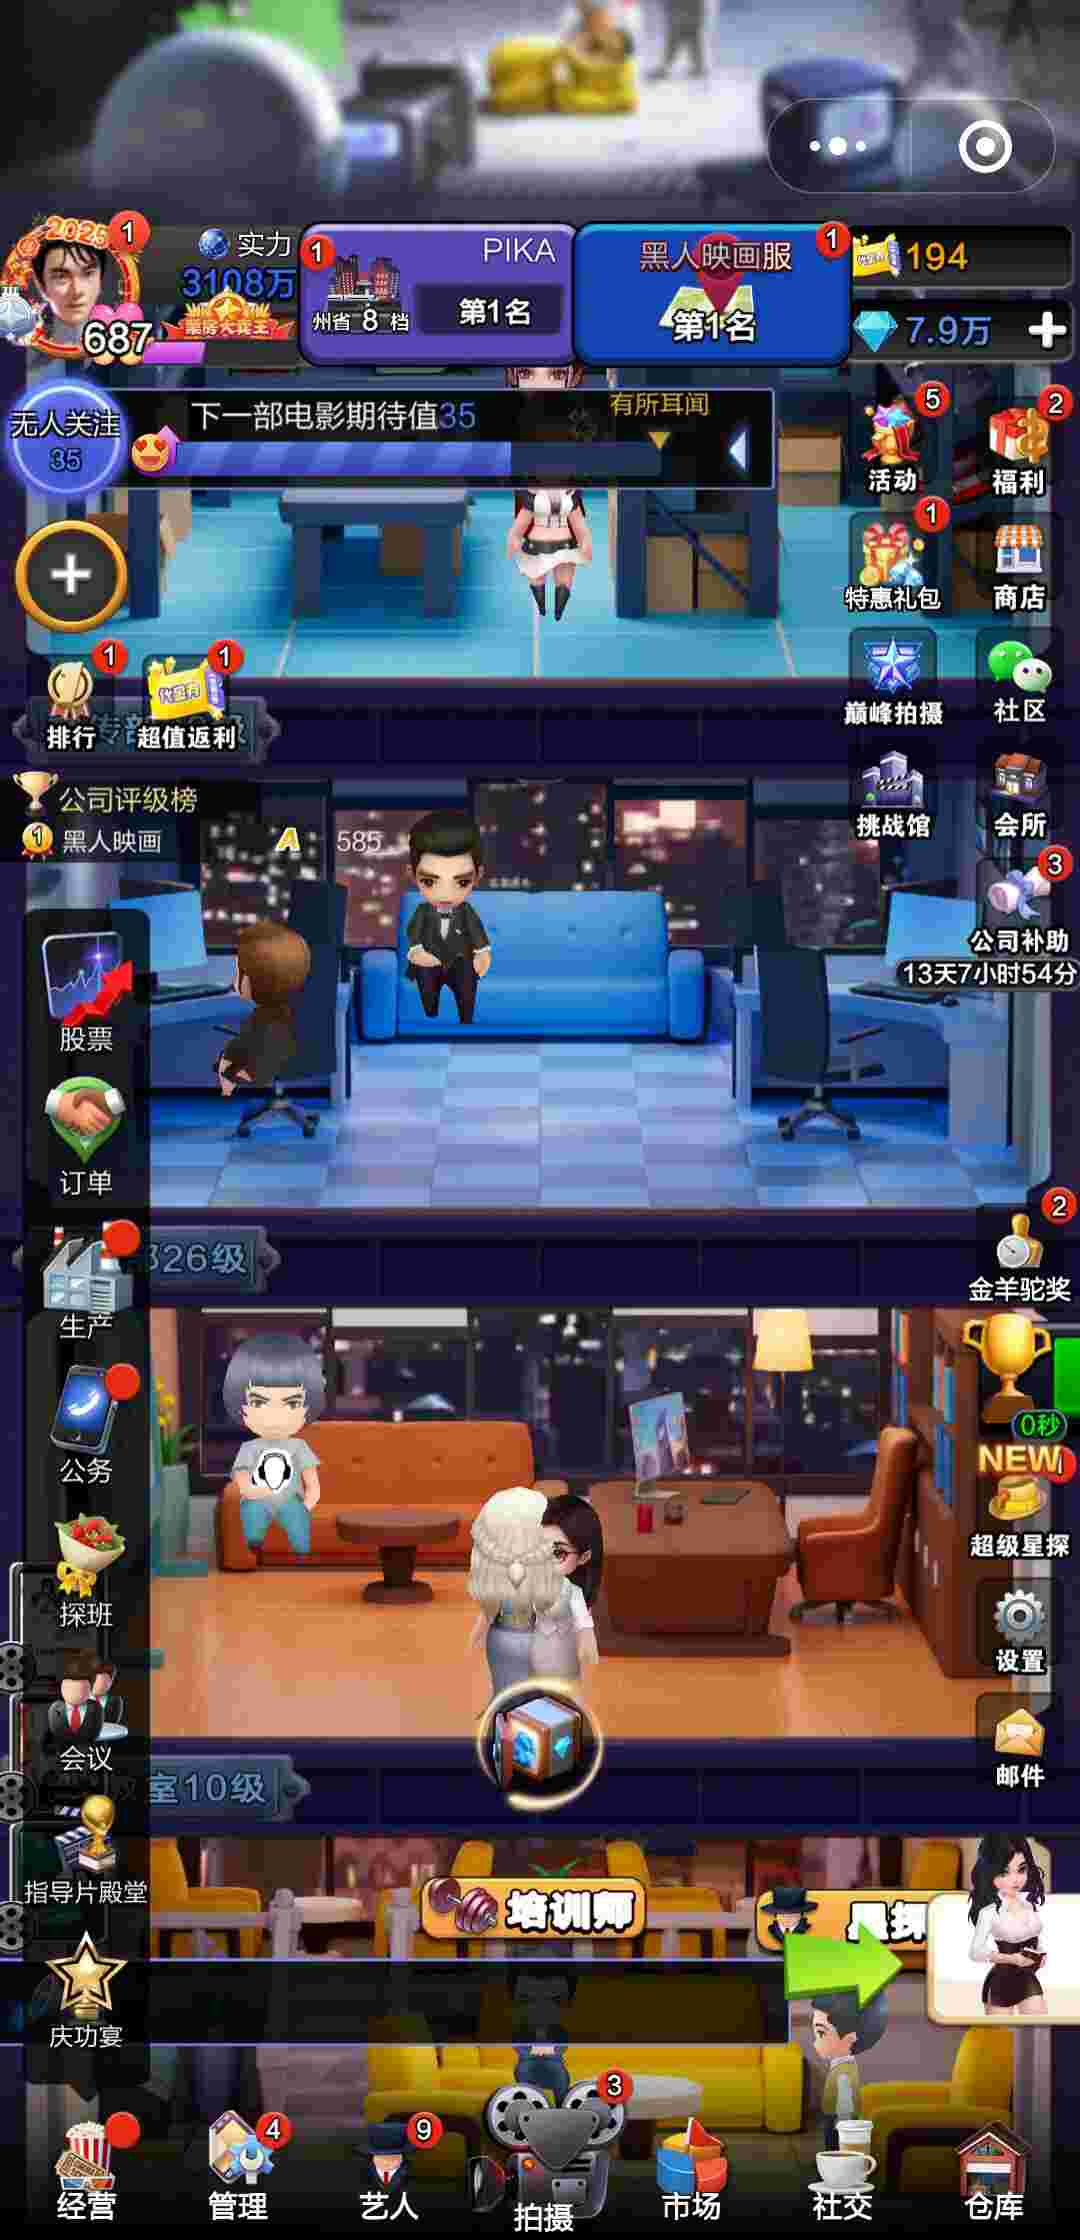 2025
1
实力
3108万
票房大冠王
687
1
PIKA
州省 8 档
第1名
黑人映画服
1
第1名
194
7.9万
无人关注
35
下一部电影期待值35
有所耳闻
5
活动
2
福利
1
特惠礼包
商店
1
排行
1
代金券
超值返利
巅峰拍摄
社区
公司评级榜
1 黑人映画
A
585
挑战馆
会所
3
公司补助
13天7小时54分
股票
订单
326级
生产
2
金羊驼奖
公务
0秒
NEW
超级星探
探班
设置
会议
室10级
邮件
指导片殿堂
培训师
庆功宴
经营
4
管理
9
艺人
3
拍摄
市场
社交
仓库